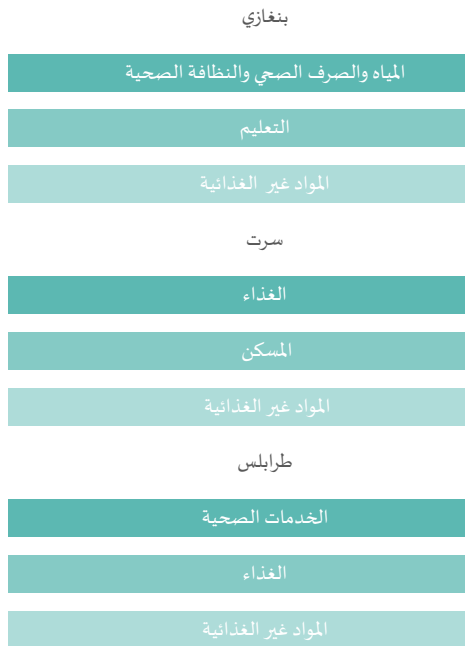 بنغازي
المياه والصرف الصحي والنظافة الصحية
التعليم
المواد غير الغذائية
سرت
الغذاء
المسكن
المواد غير الغذائية
طرابلس
الخدمات الصحية
الغذاء
المواد غير الغذائية